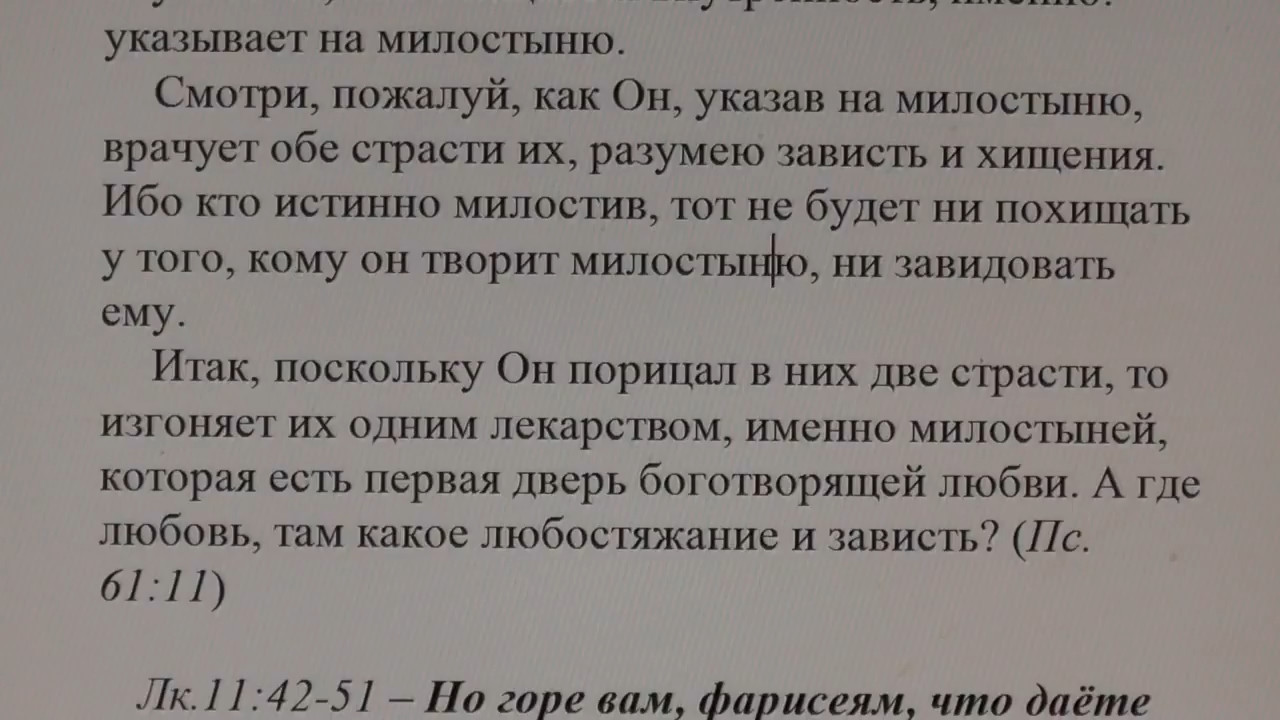 указывает на милостыню.
Смотри, пожалуй, как Он, указав на милостыню,
врачует обе страсти их, разумею зависть и хищения.
Ибо кто истинно милостив, тот не будет ни похищать
у того, кому он творит милостыню, ни завидовать
ему.
Итак, поскольку Он порицал в них две страсти, то
изгоняет их одним лекарством, именно милостыней,
которая есть первая дверь боготворящей любви. А где
любовь, там какое любостяжание и зависть? (Пс.
61:11)
Лк.11:42-51 – Но горе вам, фарисеям, что даёте